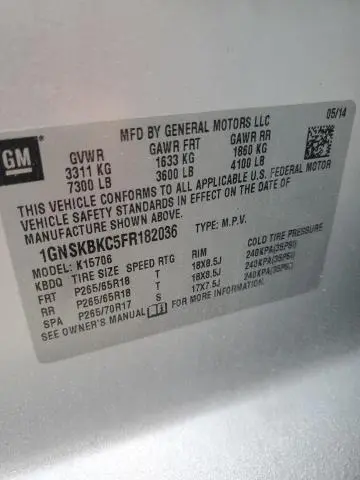 05/14
MFD BY GENERAL MOTORS LLC
GM
GVWR GAWR FRT GAWR RR
3311 KG 1633 KG 1860 KG
7300 LB 3600 LB 4100 LB
THIS VEHICLE CONFORMS TO ALL APPLICABLE U.S. FEDERAL MOTOR
VEHICLE SAFETY STANDARDS IN EFFECT ON THE DATE OF
MANUFACTURE SHOWN ABOVE.
1GNSKBKC5FR182036 TYPE: M.P.V.
MODEL: K15706
KBDQ TIRE SIZE SPEED RTG RIM COLD TIRE PRESSURE
FRT P265/65R18 T 18X8.5J 240KPA(35PSI)
RR P265/65R18 T 18X8.5J 240KPA(35PSI)
SPA P265/70R17 S 17X7.5J 240KPA(35PSI)
SEE OWNER'S MANUAL FOR MORE INFORMATION.